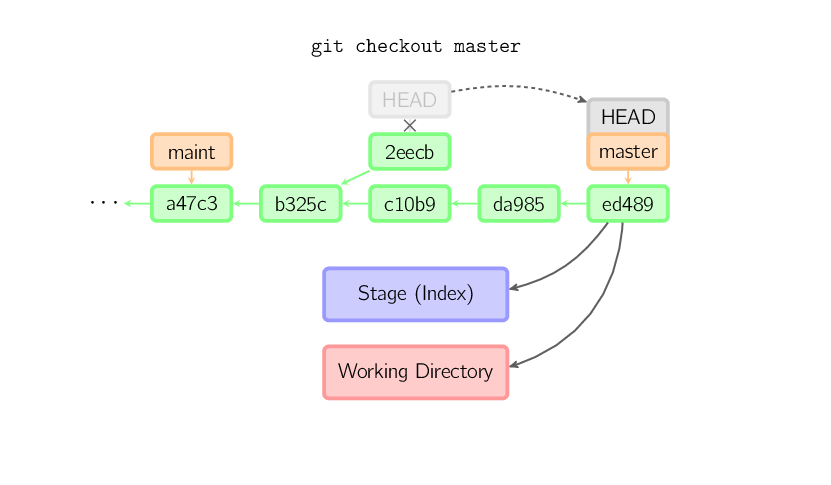 git checkout master
HEAD
HEAD
maint
2eecb
master
...
a47c3
b325c
c10b9
da985
ed489
Stage (Index)
Working Directory